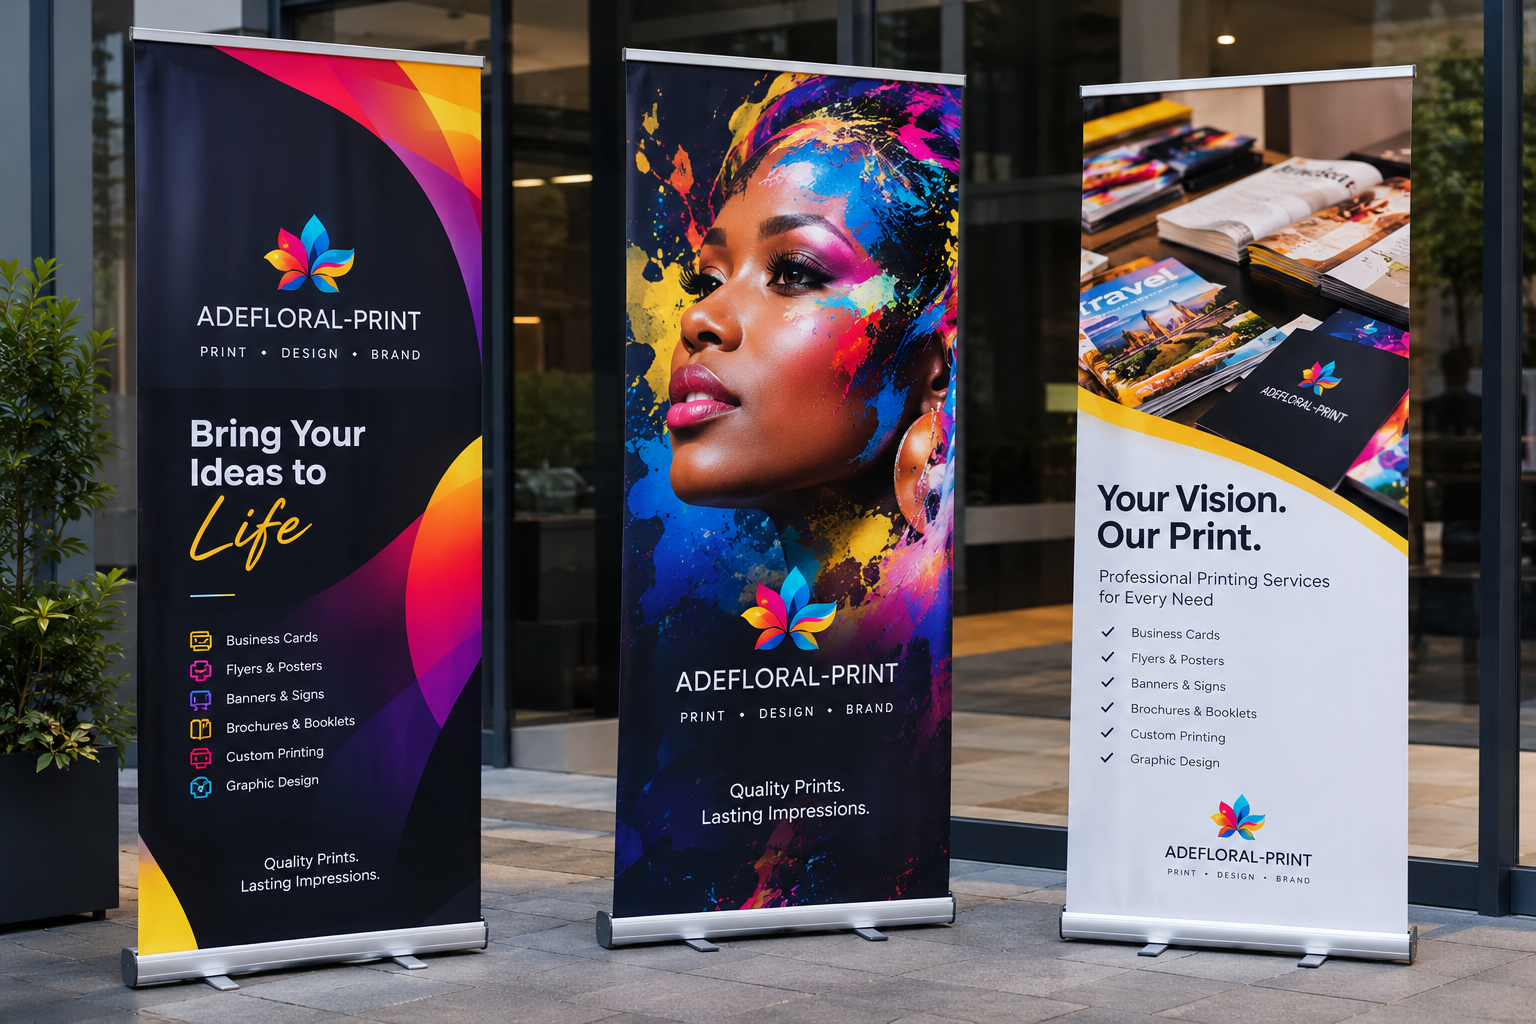 ADEFLORAL-PRINT
PRINT • DESIGN • BRAND
Bring Your
Ideas to
Life
Business Cards
Flyers & Posters
Banners & Signs
Brochures & Booklets
Custom Printing
Graphic Design
Quality Prints.
Lasting Impressions.
ADEFLORAL-PRINT
PRINT • DESIGN • BRAND
Quality Prints.
Lasting Impressions.
travel
ADEFLORAL-PRINT
Your Vision.
Our Print.
Professional Printing Services
for Every Need
Business Cards
Flyers & Posters
Banners & Signs
Brochures & Booklets
Custom Printing
Graphic Design
ADEFLORAL-PRINT
PRINT • DESIGN • BRAND